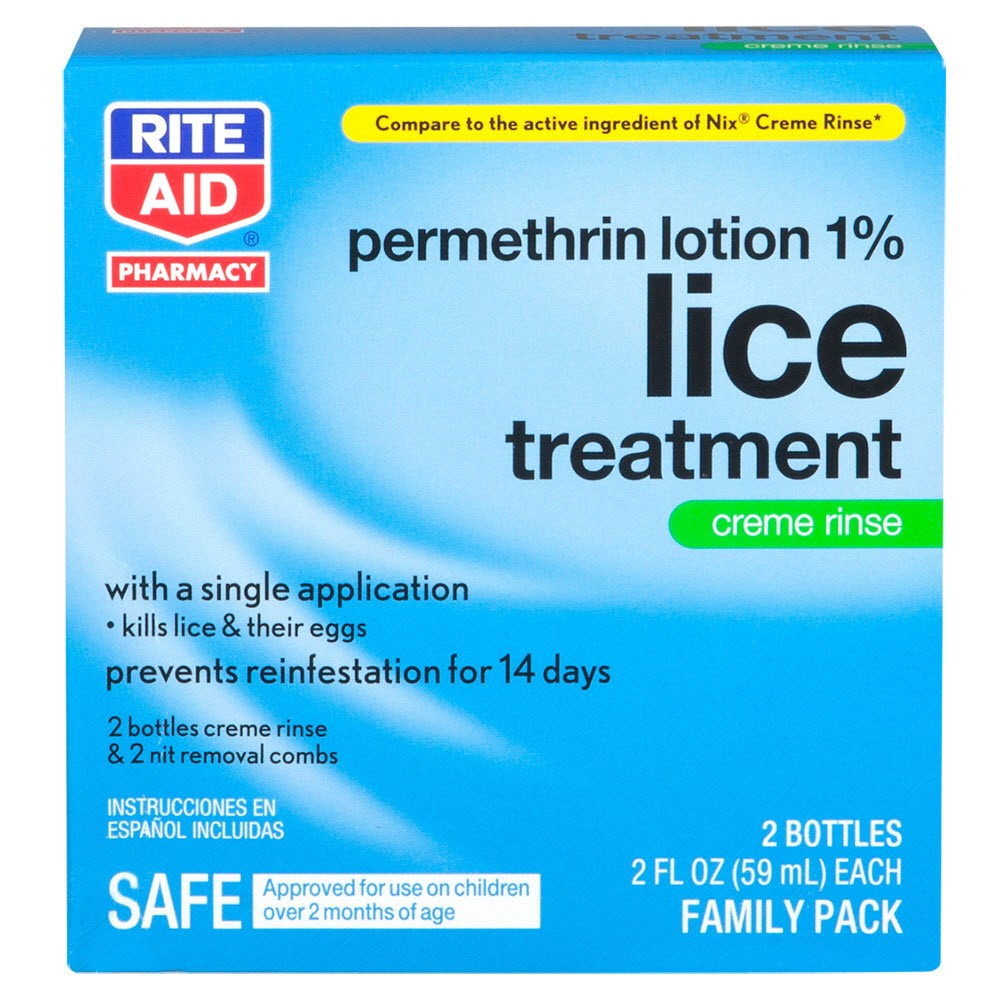 treatment
creme rinse
RITE
AID
®
PHARMACY
Compare to the active ingredient of Nix® Creme Rinse*
permethrin lotion 1%
lice
treatment
creme rinse
with a single application
• kills lice & their eggs
prevents reinfestation for 14 days
2 bottles creme rinse
& 2 nit removal combs
INSTRUCCIONES EN
ESPAÑOL INCLUIDAS
SAFE
Approved for use on children
over 2 months of age
2 BOTTLES
2 FL OZ (59 mL) EACH
FAMILY PACK